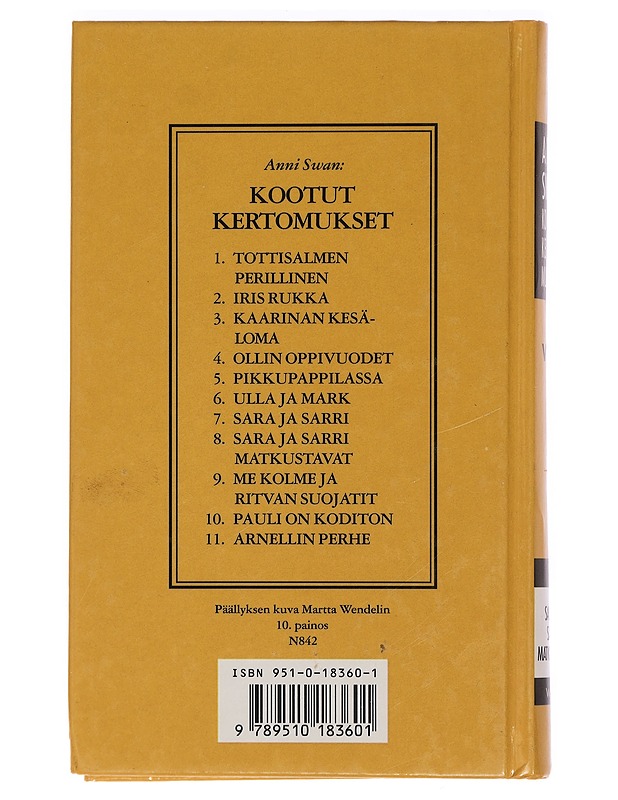 Anni Swan:
KOOTUT
KERTOMUKSET
1. TOTTISALMEN
PERILLINEN
2. IRIS RUKKA
3. KAARINAN KESÄ-
LOMA
4. OLLIN OPPIVUODET
5. PIKKUPAPPILASSA
6. ULLA JA MARK
7. SARA JA SARRI
8. SARA JA SARRI
MATKUSTAVAT
9. ME KOLME JA
RITVAN SUOJATIT
10. PAULI ON KODITON
11. ARNELLIN PERHE
Päällyksen kuva Martta Wendelin
10. painos
N842
ISBN 951-0-18360-1
9 789510 183601